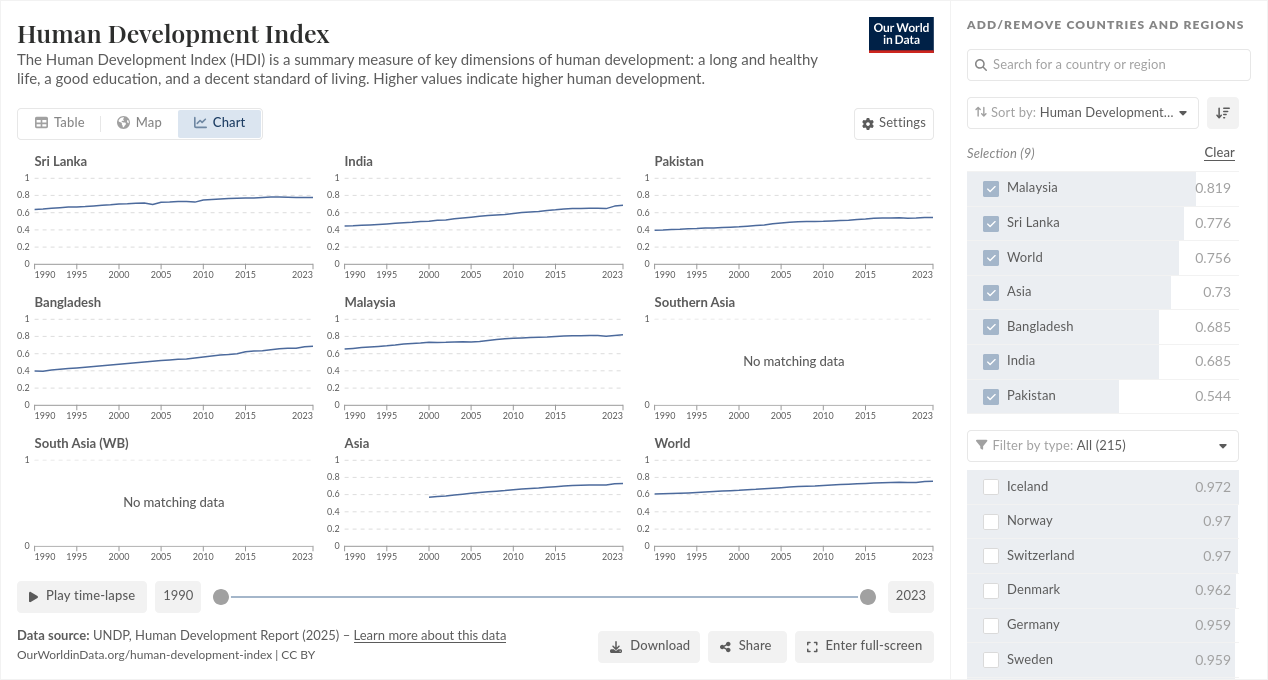 Human Development Index
The Human Development Index (HDI) is a summary measure of key dimensions of human development: a long and healthy
life, a good education, and a decent standard of living. Higher values indicate higher human development.
Our World
in Data
Table
Map
Chart
Settings
Sri Lanka
1
0.8
0.6
0.4
0.2
0
1990 1995 2000 2005 2010 2015 2023
India
1
0.8
0.6
0.4
0.2
0
1990 1995 2000 2005 2010 2015 2023
Pakistan
1
0.8
0.6
0.4
0.2
0
1990 1995 2000 2005 2010 2015 2023
Bangladesh
1
0.8
0.6
0.4
0.2
0
1990 1995 2000 2005 2010 2015 2023
Malaysia
1
0.8
0.6
0.4
0.2
0
1990 1995 2000 2005 2010 2015 2023
Southern Asia
1
No matching data
0
1990 1995 2000 2005 2010 2015 2023
South Asia (WB)
1
No matching data
0
1990 1995 2000 2005 2010 2015 2023
Asia
1
0.8
0.6
0.4
0.2
0
1990 1995 2000 2005 2010 2015 2023
World
1
0.8
0.6
0.4
0.2
0
1990 1995 2000 2005 2010 2015 2023
Play time-lapse
1990
2023
Data source: UNDP, Human Development Report (2025) – Learn more about this data
OurWorldinData.org/human-development-index | CC BY
Download
Share
Enter full-screen
ADD/REMOVE COUNTRIES AND REGIONS
Search for a country or region
Sort by: Human Development...
Selection (9)
Clear
Malaysia 0.819
Sri Lanka 0.776
World 0.756
Asia 0.73
Bangladesh 0.685
India 0.685
Pakistan 0.544
Filter by type: All (215)
Iceland 0.972
Norway 0.97
Switzerland 0.97
Denmark 0.962
Germany 0.959
Sweden 0.959